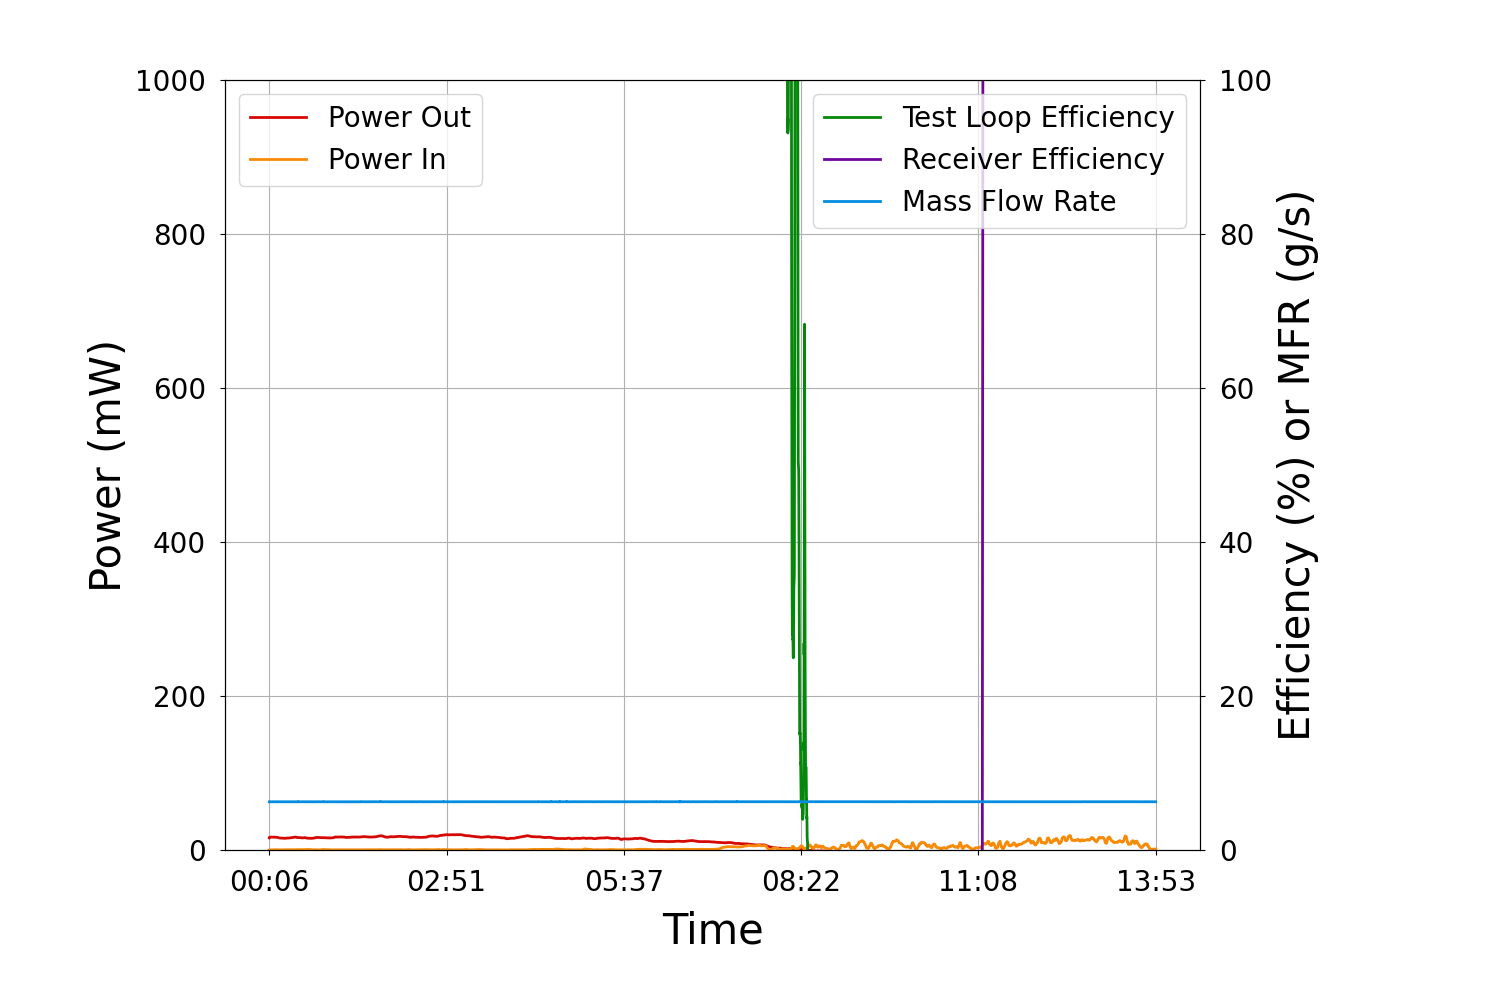 1000
800
600
400
200
0
Power (mW)
Power Out
Power In
Test Loop Efficiency
Receiver Efficiency
Mass Flow Rate
100
80
60
40
20
0
Efficiency (%) or MFR (g/s)
00:06 02:51 05:37 08:22 11:08 13:53
Time